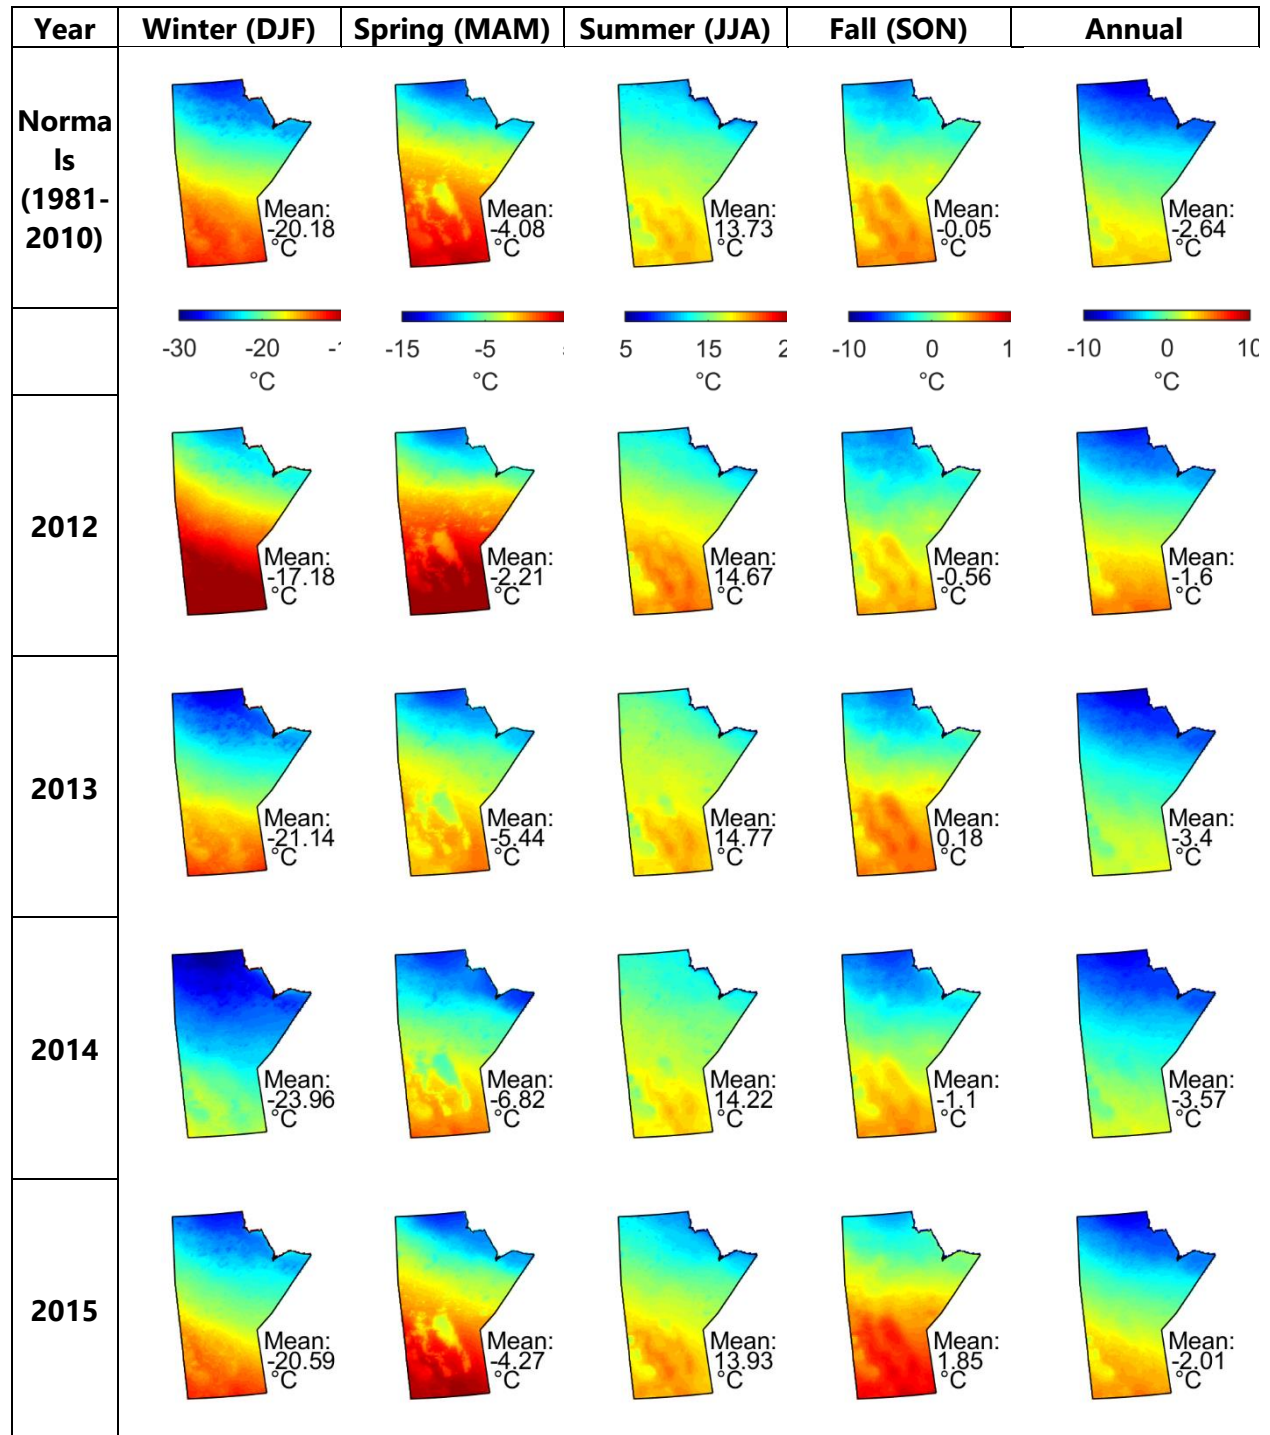 Year Winter (DJF) Spring (MAM) Summer (JJA) Fall (SON) Annual
Norma
ls
(1981-
2010)
Mean:
-20.18
°C
Mean:
-4.08
°C
Mean:
13.73
°C
Mean:
-0.05
°C
Mean:
-2.64
°C
-30 -20 -1
°C
-15 -5
°C
5 15 2
°C
-10 0 1
°C
-10 0 10
°C
2012
Mean:
-17.18
°C
Mean:
-2.21
°C
Mean:
14.67
°C
Mean:
-0.56
°C
Mean:
-1.6
°C
2013
Mean:
-21.14
°C
Mean:
-5.44
°C
Mean:
14.77
°C
Mean:
0.18
°C
Mean:
-3.4
°C
2014
Mean:
-23.96
°C
Mean:
-6.82
°C
Mean:
14.22
°C
Mean:
-1.1
°C
Mean:
-3.57
°C
2015
Mean:
-20.59
°C
Mean:
-4.27
°C
Mean:
13.93
°C
Mean:
1.85
°C
Mean:
-2.01
°C